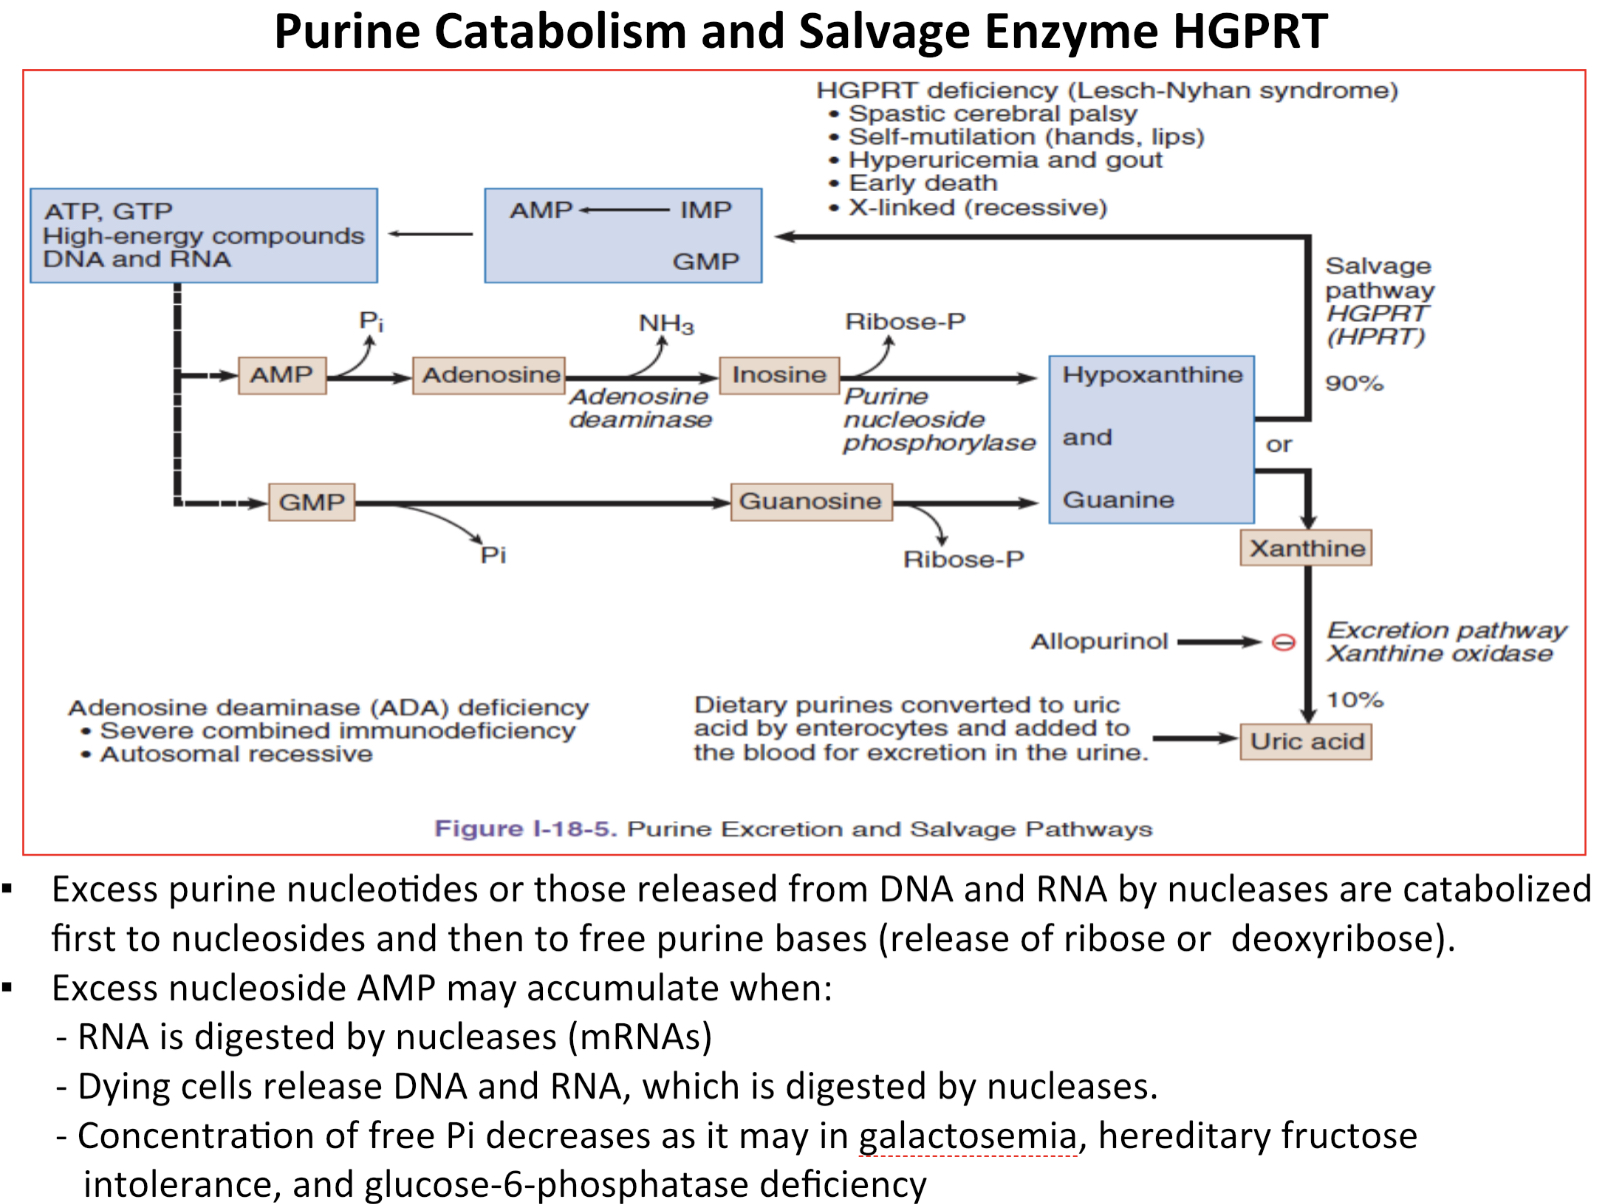 Purine Catabolism and Salvage Enzyme HGPRT
HGPRT deficiency (Lesch-Nyhan syndrome)
• Spastic cerebral palsy
• Self-mutilation (hands, lips)
• Hyperuricemia and gout
• Early death
• X-linked (recessive)
ATP, GTP
High-energy compounds
DNA and RNA
AMP
IMP
GMP
Salvage
pathway
HGPRT
(HPRT)
90%
Pi
NH3
Ribose-P
AMP
Adenosine
Inosine
Adenosine
deaminase
Purine
nucleoside
phosphorylase
Hypoxanthine
and
Guanine
or
GMP
Guanosine
Pi
Ribose-P
Xanthine
Allopurinol
Excretion pathway
Xanthine oxidase
10%
Adenosine deaminase (ADA) deficiency
• Severe combined immunodeficiency
• Autosomal recessive
Dietary purines converted to uric
acid by enterocytes and added to
the blood for excretion in the urine.
Uric acid
Figure I-18-5. Purine Excretion and Salvage Pathways
▪ Excess purine nucleotides or those released from DNA and RNA by nucleases are catabolized
first to nucleosides and then to free purine bases (release of ribose or deoxyribose).
▪ Excess nucleoside AMP may accumulate when:
- RNA is digested by nucleases (mRNAs)
- Dying cells release DNA and RNA, which is digested by nucleases.
- Concentration of free Pi decreases as it may in galactosemia, hereditary fructose
intolerance, and glucose-6-phosphatase deficiency